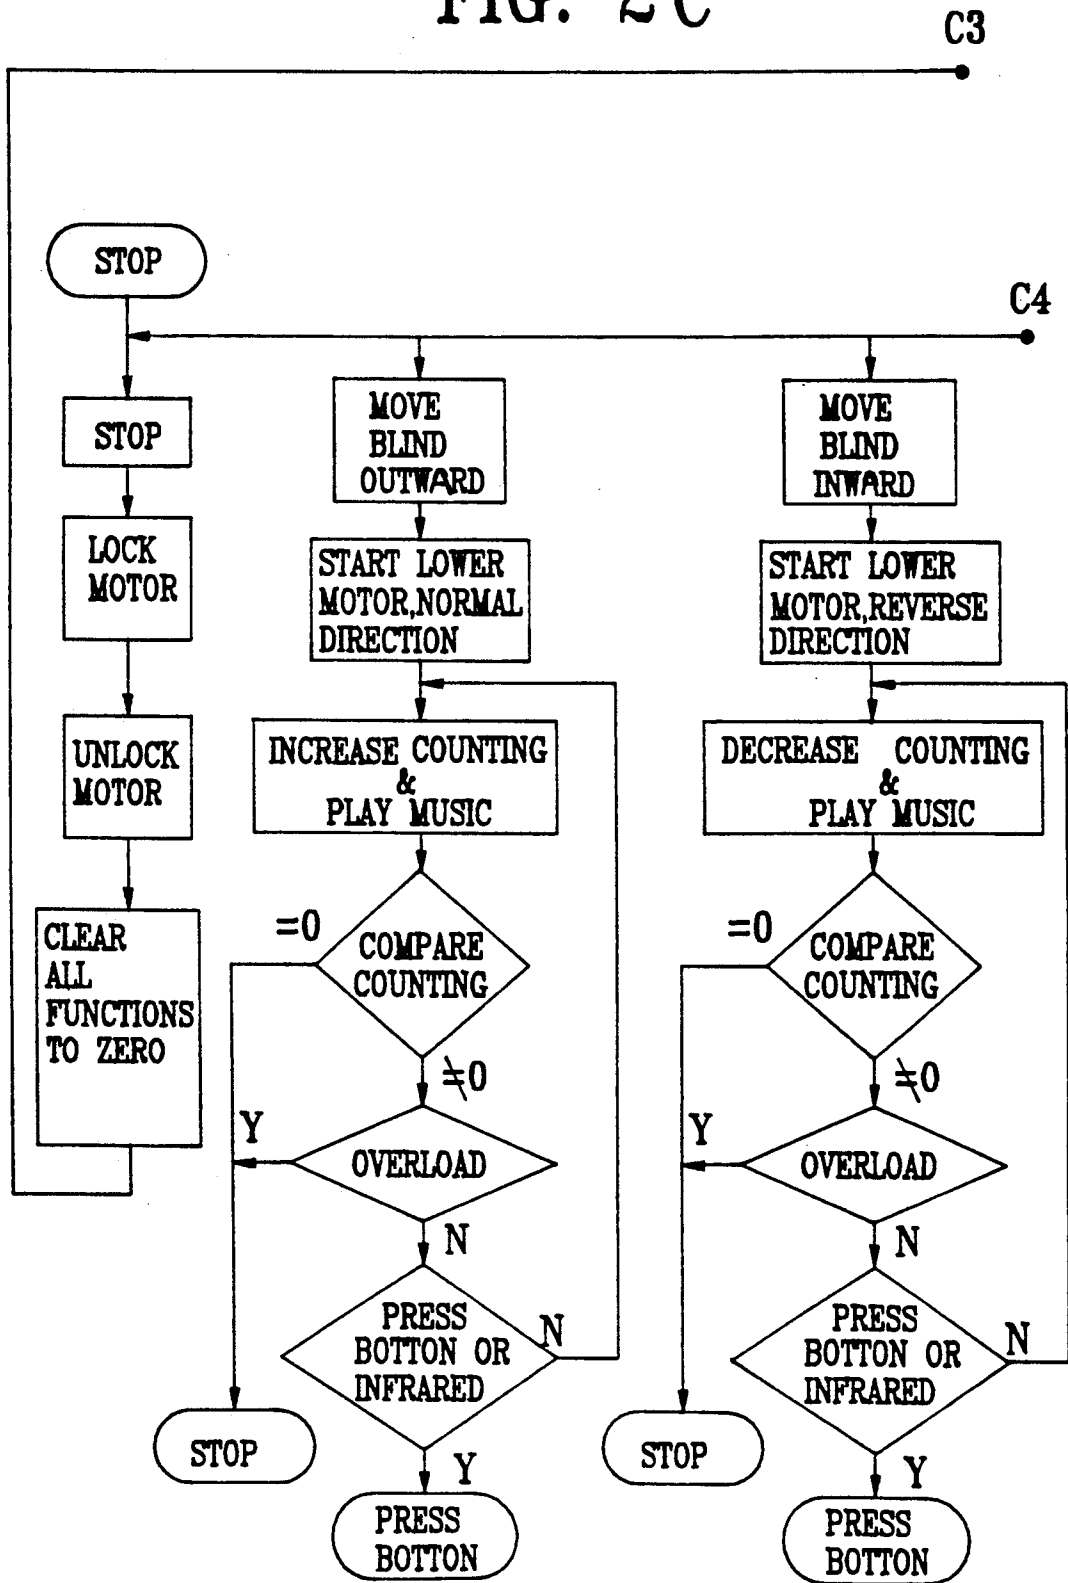 FIG. 2C
C3
STOP
C4
STOP
LOCK
MOTOR
UNLOCK
MOTOR
CLEAR
ALL
FUNCTIONS
TO ZERO
MOVE
BLIND
OUTWARD
START LOWER
MOTOR,NORMAL
DIRECTION
INCREASE COUNTING
&
PLAY MUSIC
=0
COMPARE
COUNTING
≠0
Y
OVERLOAD
N
PRESS
BOTTON OR
INFRARED
N
STOP
Y
PRESS
BOTTON
MOVE
BLIND
INWARD
START LOWER
MOTOR,REVERSE
DIRECTION
DECREASE COUNTING
&
PLAY MUSIC
=0
COMPARE
COUNTING
≠0
Y
OVERLOAD
N
PRESS
BOTTON OR
INFRARED
N
STOP
Y
PRESS
BOTTON